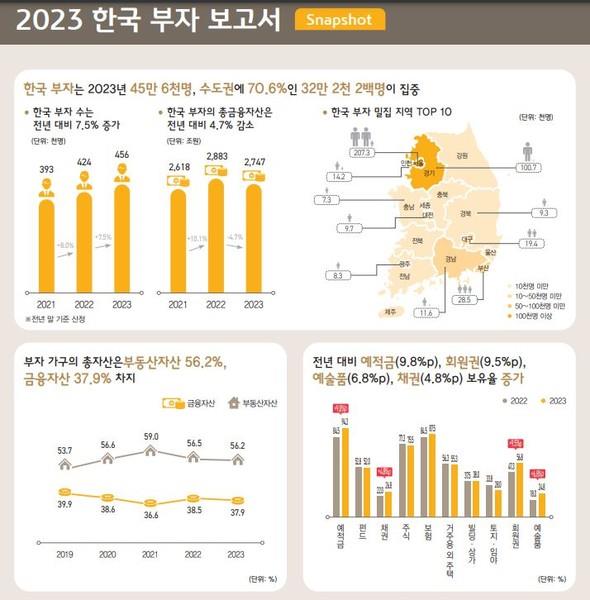 2023 한국 부자 보고서 Snapshot
한국 부자는 2023년 45만 6천명, 수도권에 70.6%인 32만 2천 2백명이 집중
• 한국 부자 수는
전년 대비 7.5% 증가
(단위: 천명)
393
424
456
+8.0%
+7.5%
2021 2022 2023
※전년 말 기준 산정
• 한국 부자의 총금융자산은
전년 대비 4.7% 감소
(단위: 조원)
2,618
2,883
2,747
+10.1%
-4.7%
2021 2022 2023
• 한국 부자 밀집 지역 TOP 10
(단위: 천명)
207.3
14.2
7.3
9.7
8.3
11.6
28.5
19.4
9.3
100.7
인천
서울
경기
강원
충북
충남
세종
대전
경북
전북
대구
울산
경남
부산
광주
전남
제주
10천명 미만
10~50천명 미만
50~100천명 미만
100천명 이상
부자 가구의 총자산은 부동산자산 56.2%,
금융자산 37.9% 차지
금융자산 부동산자산
53.7 56.6 59.0 56.5 56.2
39.9 38.6 36.6 38.5 37.9
2019 2020 2021 2022 2023
(단위: %)
전년 대비 예적금(9.8%p), 회원권(9.5%p),
예술품(6.8%p), 채권(4.8%p) 보유율 증가
• 2022 • 2023
84.5 94.3
77.3 75.5
84.5 87.5
예적금
펀드
채권
주식
보험
거주용 외 주택
빌딩·상가
토지·임야
회원권
예술품
(단위: %)